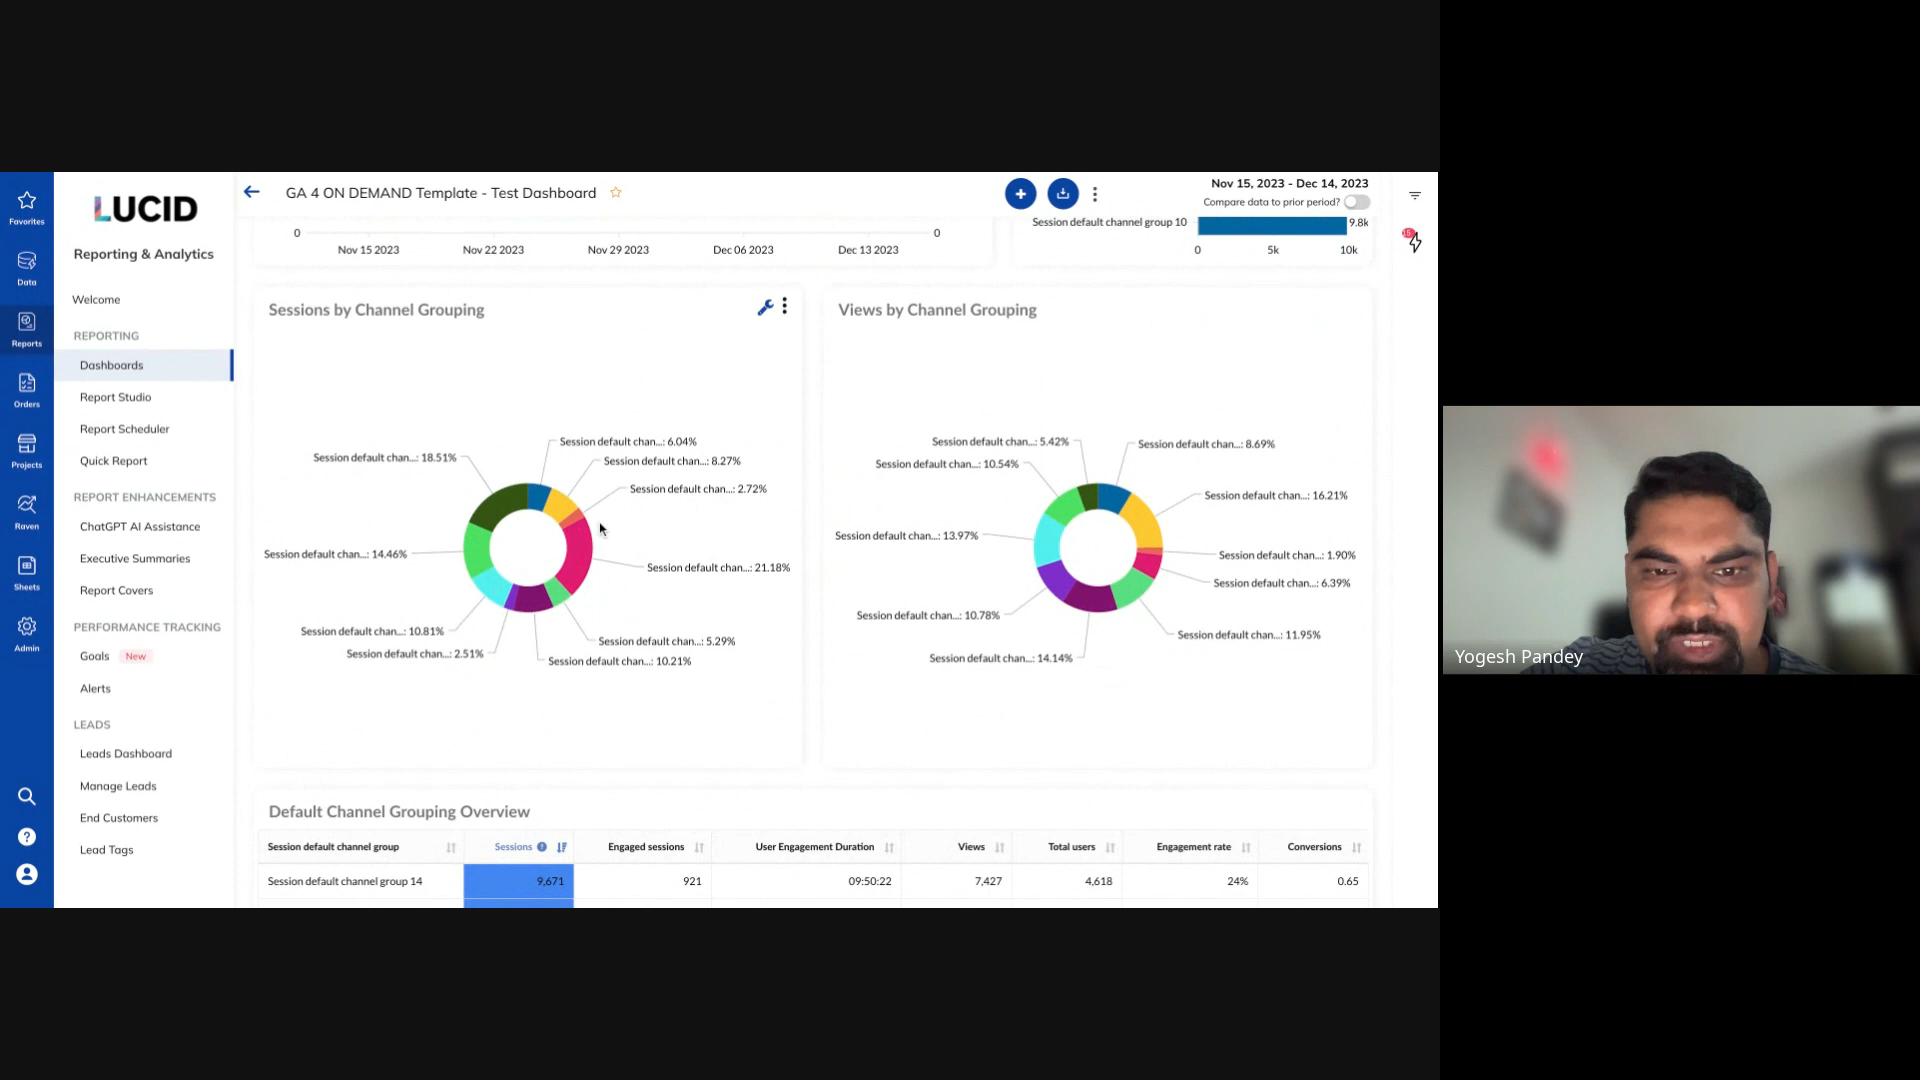 Favorites
Data
Reports
Orders
Projects
Raven
Sheets
Admin
LUCID
Reporting & Analytics
Welcome
REPORTING
Dashboards
Report Studio
Report Scheduler
Quick Report
REPORT ENHANCEMENTS
ChatGPT AI Assistance
Executive Summaries
Report Covers
PERFORMANCE TRACKING
Goals New
Alerts
LEADS
Leads Dashboard
Manage Leads
End Customers
Lead Tags
GA 4 ON DEMAND Template - Test Dashboard
Nov 15, 2023 - Dec 14, 2023
Compare data to prior period?
0 0
Nov 15 2023 Nov 22 2023 Nov 29 2023 Dec 06 2023 Dec 13 2023
Session default channel group 10 9.8k
0 5k 10k
Sessions by Channel Grouping
Session default chan...: 6.04%
Session default chan...: 18.51%
Session default chan...: 8.27%
Session default chan...: 2.72%
Session default chan...: 14.46%
Session default chan...: 21.18%
Session default chan...: 10.81%
Session default chan...: 5.29%
Session default chan...: 2.51%
Session default chan...: 10.21%
Views by Channel Grouping
Session default chan...: 5.42%
Session default chan...: 8.69%
Session default chan...: 10.54%
Session default chan...: 16.21%
Session default chan...: 13.97%
Session default chan...: 1.90%
Session default chan...: 6.39%
Session default chan...: 10.78%
Session default chan...: 11.95%
Session default chan...: 14.14%
Default Channel Grouping Overview
Session default channel group Sessions Engaged sessions User Engagement Duration Views Total users Engagement rate Conversions
Session default channel group 14 9,671 921 09:50:22 7,427 4,618 24% 0.65
Yogesh Pandey